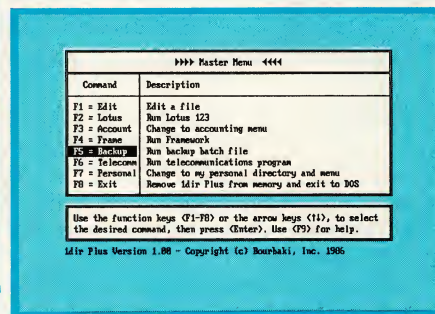 ►►►► Master Menu ◄◄◄◄
Command Description
F1 = Edit Edit a file
F2 = Lotus Run Lotus 123
F3 = Account Change to accounting menu
F4 = Frame Run Framework
F5 = Backup Run backup batch file
F6 = Telecomm Run telecommunications program
F7 = Personal Change to my personal directory and menu
F8 = Exit Remove 1dir Plus from memory and exit to DOS
Use the function keys (F1-F8) or the arrow keys (↑↓), to select
the desired command, then press <Enter>. Use (F9) for help.
1dir Plus Version 1.00 - Copyright (c) Bourbaki, Inc. 1986